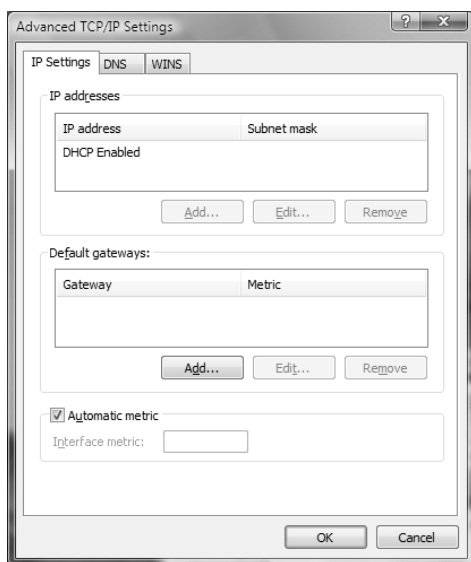 Advanced TCP/IP Settings
IP Settings DNS WINS
IP addresses
IP address Subnet mask
DHCP Enabled
Add... Edit... Remove
Default gateways:
Gateway Metric
Add... Edit... Remove
Automatic metric
Interface metric:
OK Cancel